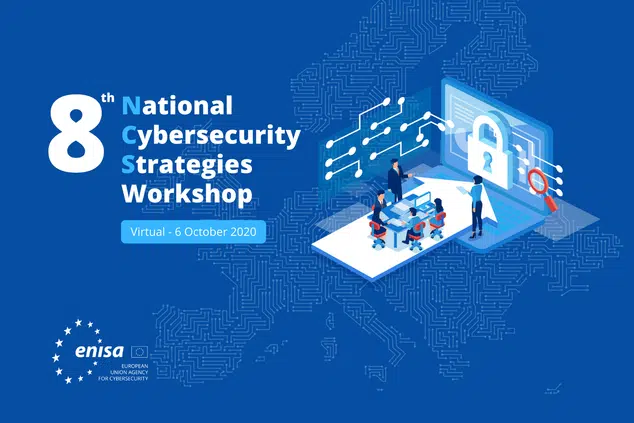 8th National
Cybersecurity
Strategies
Workshop
Virtual - 6 October 2020
enisa
EUROPEAN
UNION AGENCY
FOR CYBERSECURITY